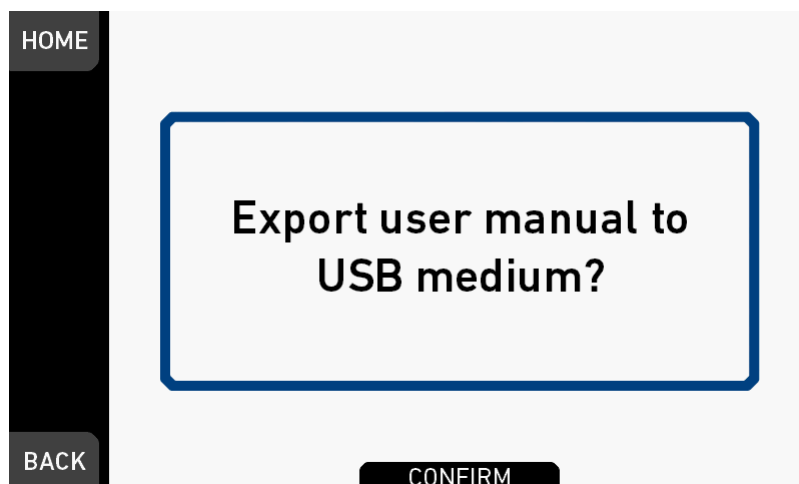 HOME
Export user manual to
USB medium?
BACK
CONFIRM